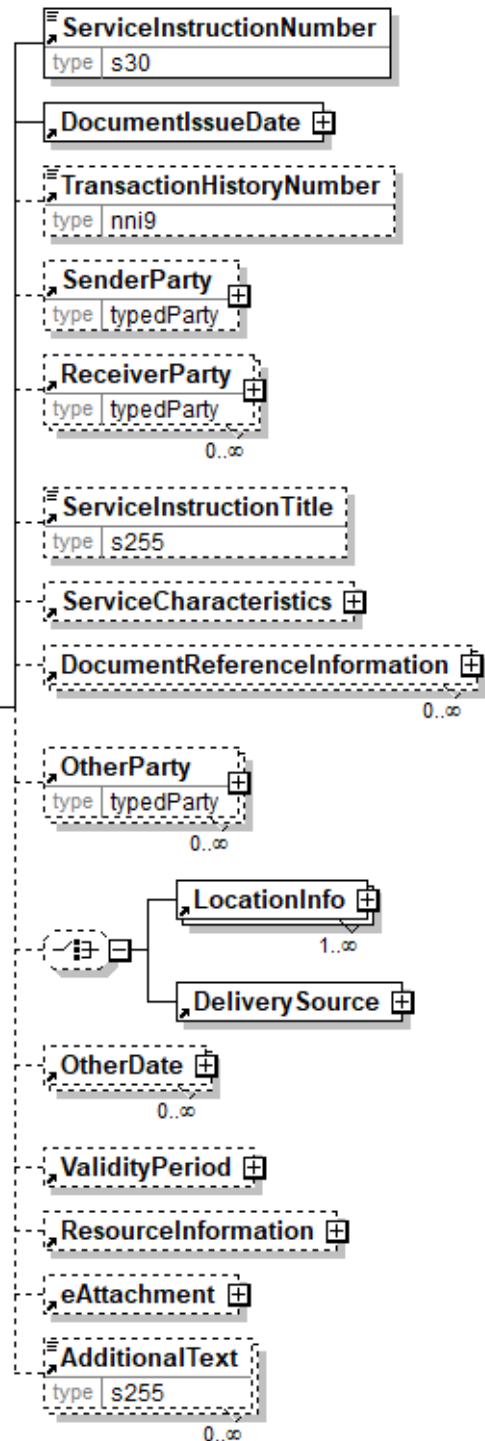 ServiceInstructionNumber
type s30
DocumentIssueDate
TransactionHistoryNumber
type nni9
SenderParty
type typedParty
ReceiverParty
type typedParty
0..∞
ServiceInstructionTitle
type s255
ServiceCharacteristics
DocumentReferenceInformation
0..∞
OtherParty
type typedParty
0..∞
LocationInfo
1..∞
DeliverySource
OtherDate
0..∞
ValidityPeriod
ResourceInformation
eAttachment
AdditionalText
type s255
0..∞